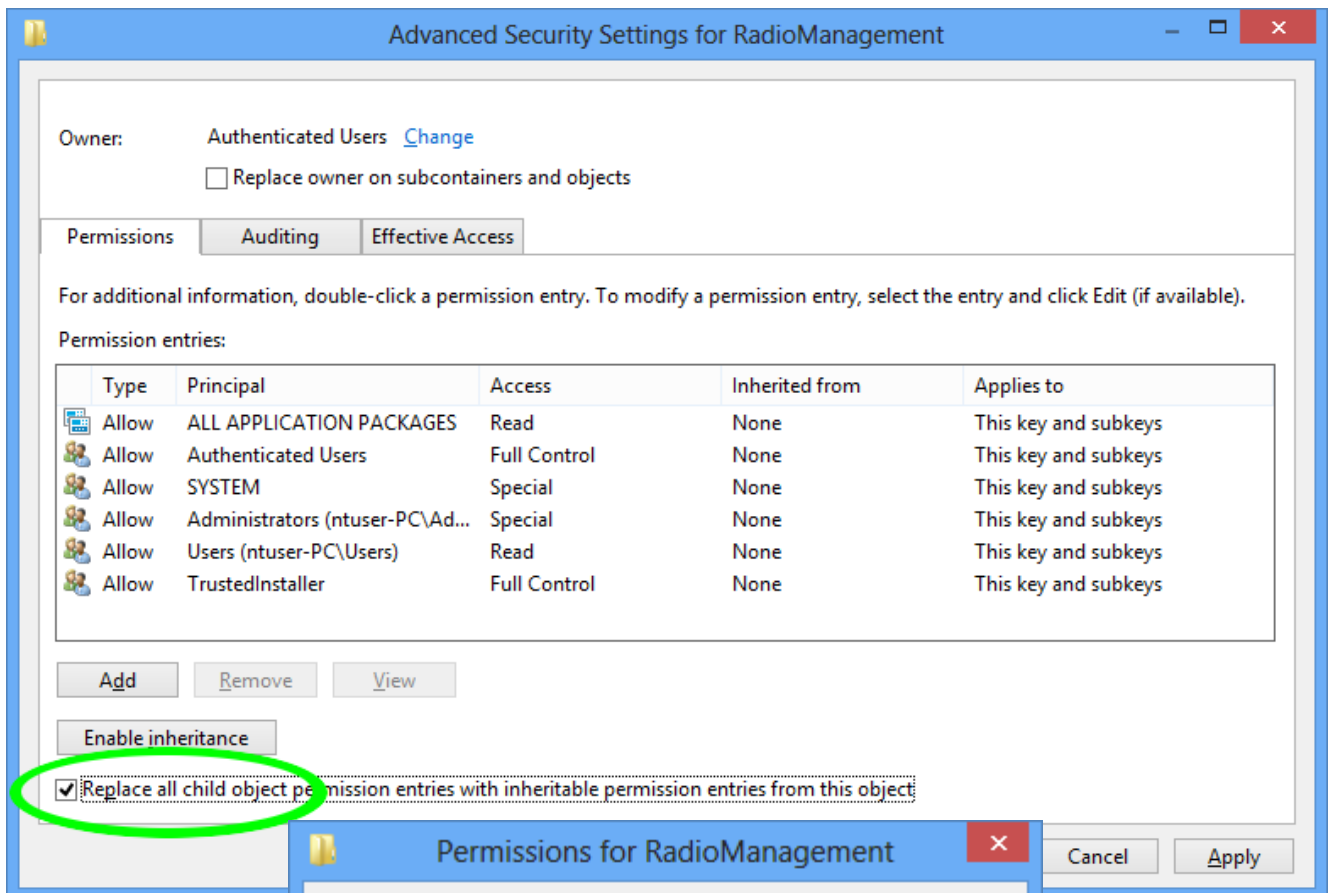 Advanced Security Settings for RadioManagement
Owner: Authenticated Users Change
Replace owner on subcontainers and objects
Permissions Auditing Effective Access
For additional information, double-click a permission entry. To modify a permission entry, select the entry and click Edit (if available).
Permission entries:
Type Principal Access Inherited from Applies to
Allow ALL APPLICATION PACKAGES Read None This key and subkeys
Allow Authenticated Users Full Control None This key and subkeys
Allow SYSTEM Special None This key and subkeys
Allow Administrators (ntuser-PC\Ad... Special None This key and subkeys
Allow Users (ntuser-PC\Users) Read None This key and subkeys
Allow TrustedInstaller Full Control None This key and subkeys
Add Remove View
Enable inheritance
Replace all child object permission entries with inheritable permission entries from this object
Permissions for RadioManagement
Cancel Apply